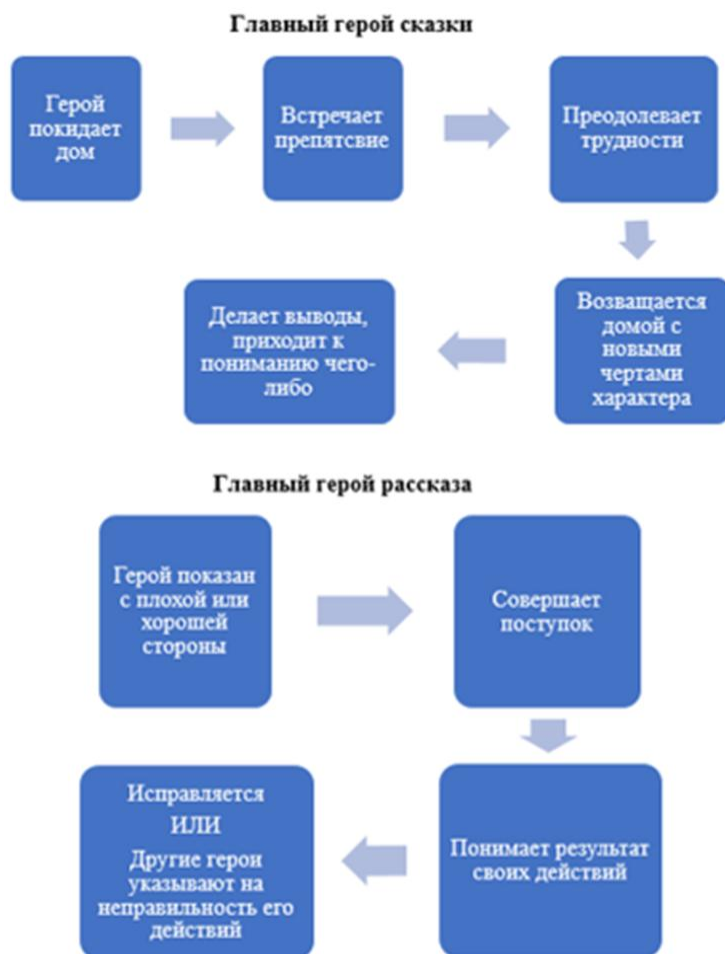 Главный герой сказки
Герой
покидает
дом
Встречает
препятсвие
Преодолевает
трудности
Возващается
домой с
новыми
чертами
характера
Делает выводы,
приходит к
пониманию чего-
либо
Главный герой рассказа
Герой показан
с плохой или
хорошей
стороны
Совершает
поступок
Понимает результат
своих действий
Исправляется
ИЛИ
Другие герои
указывают на
неправильность его
действий